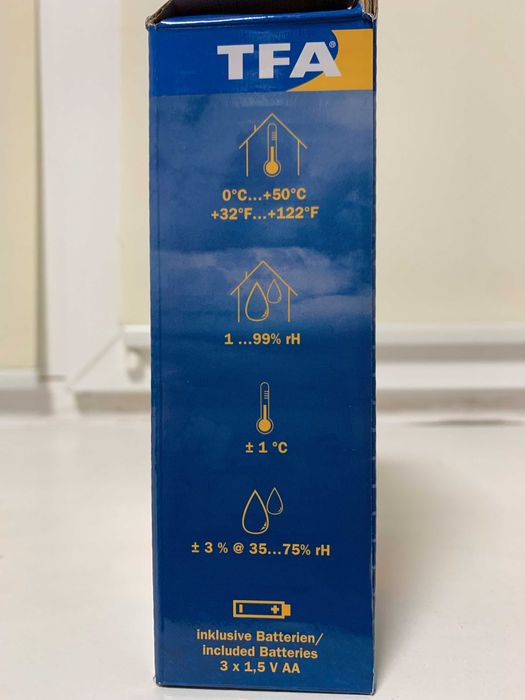 TFA®
0°C...+50°C
+32°F...+122°F
1 ...99% rH
± 1 °C
± 3 % @ 35...75% rH
inklusive Batterien/
included Batteries
3 x 1,5 V AA